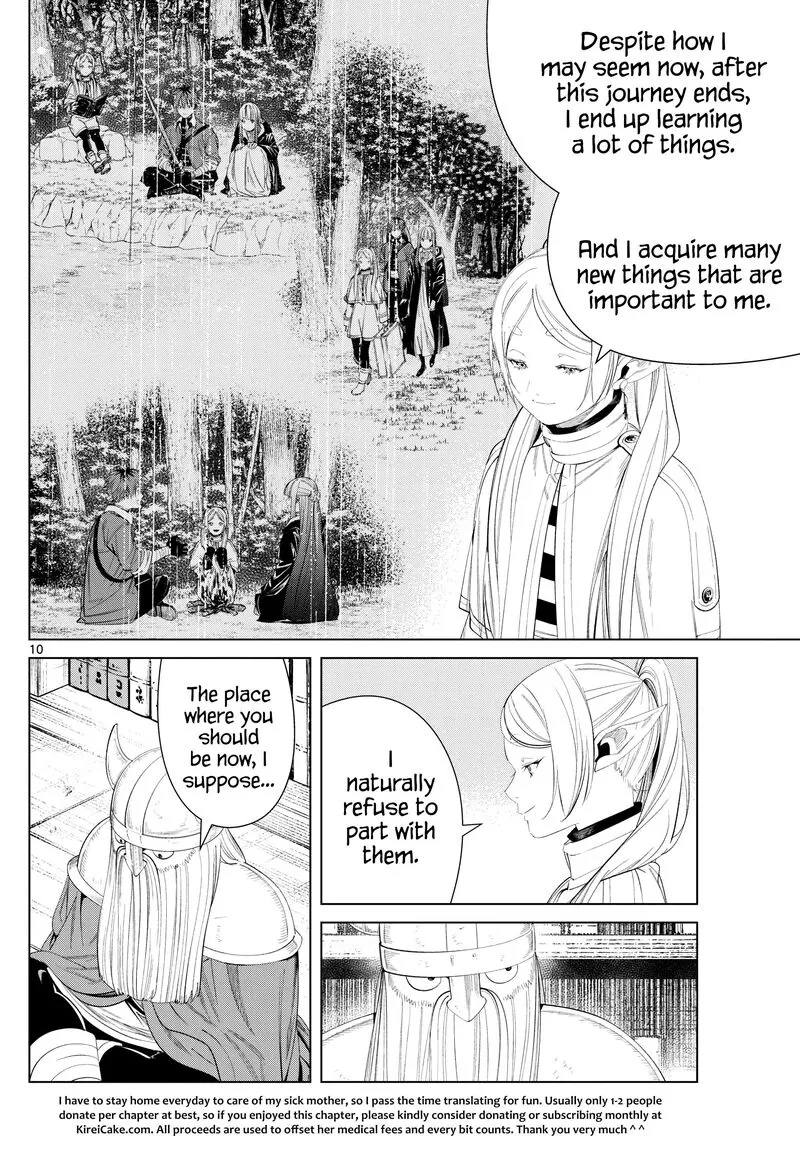 Despite how I
may seem now, after
this journey ends,
I end up learning
a lot of things.
And I acquire many
new things that are
important to me.
10
The place
where you
should
be now, I
suppose...
I
naturally
refuse to
part with
them.
I have to stay home everyday to care of my sick mother, so I pass the time translating for fun. Usually only 1-2 people
donate per chapter at best, so if you enjoyed this chapter, please kindly consider donating or subscribing monthly at
KireiCake.com. All proceeds are used to offset her medical fees and every bit counts. Thank you very much ^ ^